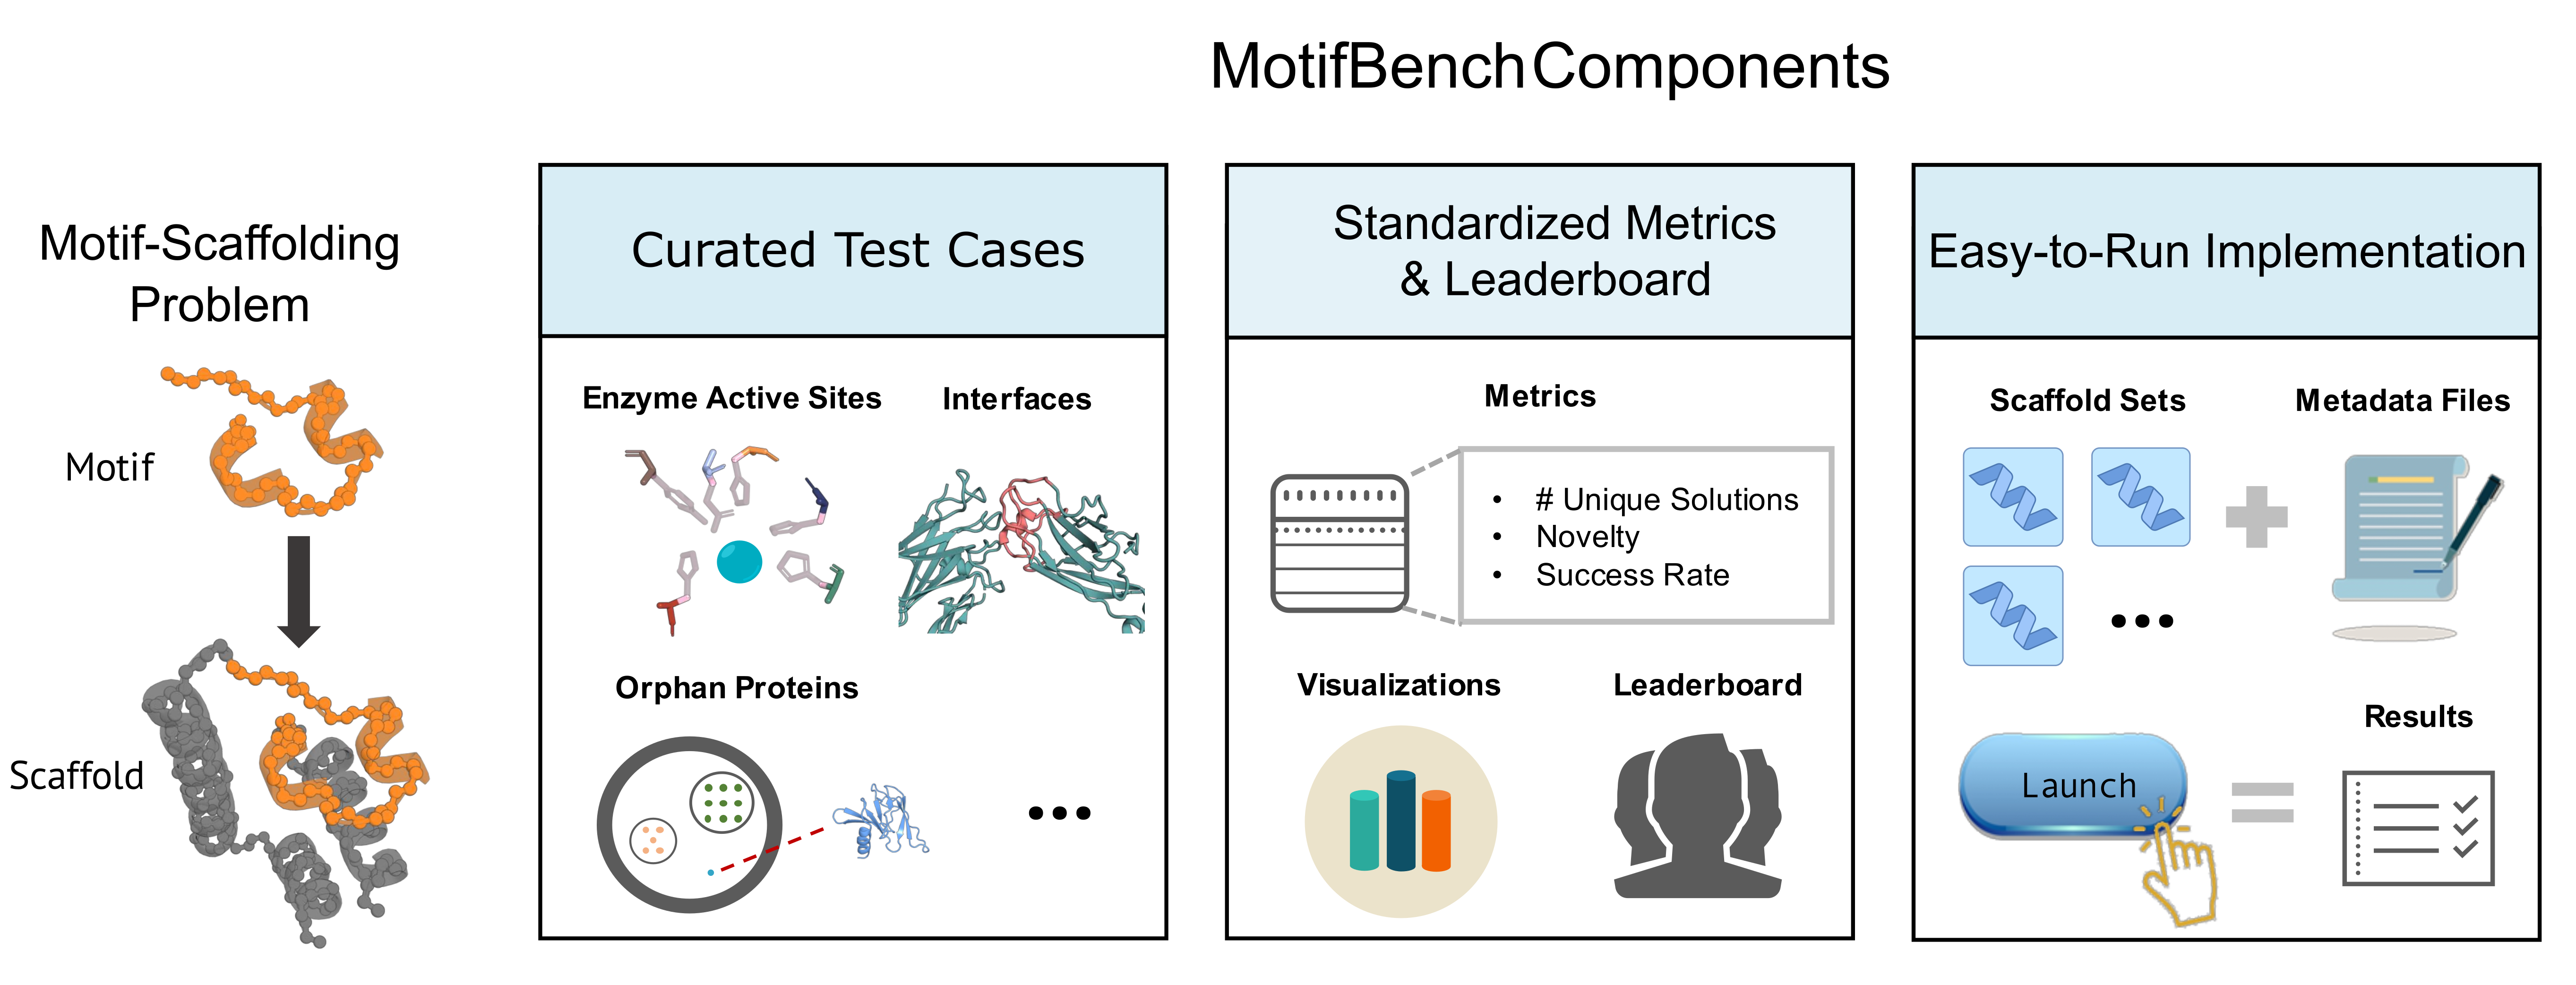 MotifBench Components
Motif-Scaffolding
Problem
Motif
Scaffold
Curated Test Cases
Enzyme Active Sites
Interfaces
Orphan Proteins
...
Standardized Metrics
& Leaderboard
Metrics
• # Unique Solutions
• Novelty
• Success Rate
Visualizations
Leaderboard
Easy-to-Run Implementation
Scaffold Sets
Metadata Files
...
Launch
Results